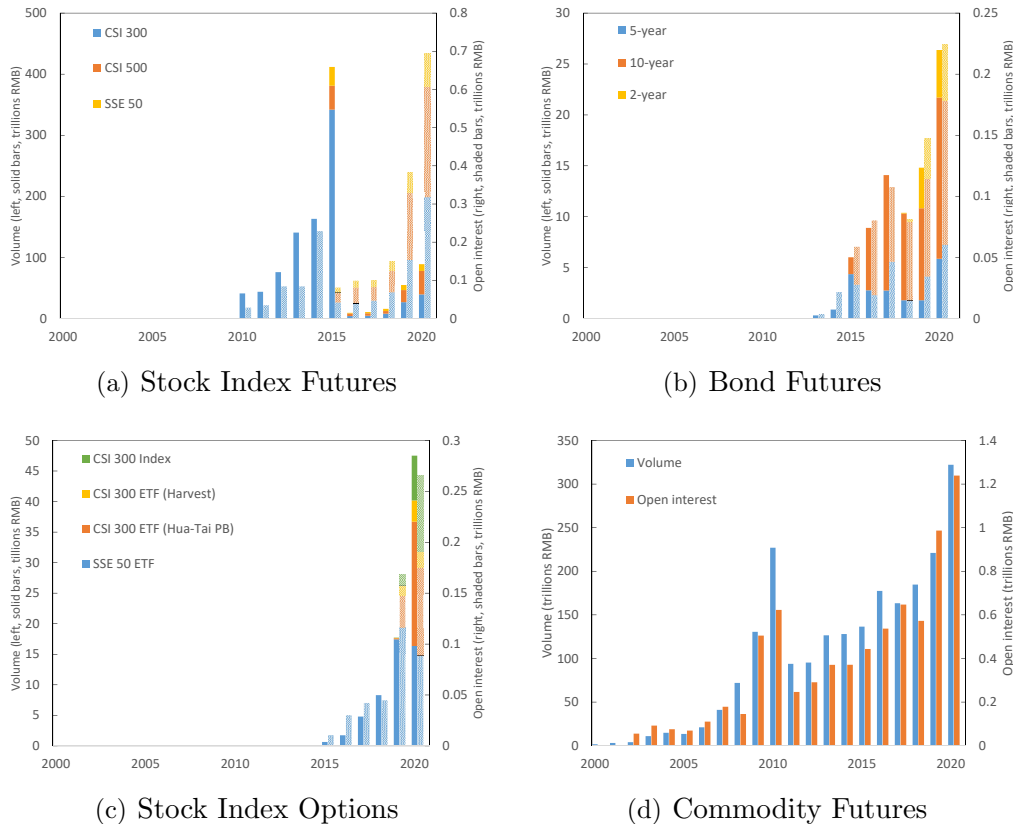 500
400
300
200
100
0
Volume (left, solid bars, trillions RMB)
CSI 300
CSI 500
SSE 50
0.8
0.7
0.6
0.5
0.4
0.3
0.2
0.1
0
Open interest (right, shaded bars, trillions RMB)
2000 2005 2010 2015 2020
(a) Stock Index Futures
30
25
20
15
10
5
0
Volume (left, solid bars, trillions RMB)
5-year
10-year
2-year
0.25
0.2
0.15
0.1
0.05
0
Open interest (right, shaded bars, trillions RMB)
2000 2005 2010 2015 2020
(b) Bond Futures
50
45
40
35
30
25
20
15
10
5
0
Volume (left, solid bars, tillions RMB)
CSI 300 Index
CSI 300 ETF (Harvest)
CSI 300 ETF (Hua-Tai PB)
SSE 50 ETF
0.3
0.25
0.2
0.15
0.1
0.05
0
Open interest (right, shaded bars, trillions RMB)
2000 2005 2010 2015 2020
(c) Stock Index Options
350
300
250
200
150
100
50
0
Volume (trillions RMB)
Volume
Open interest
1.4
1.2
1
0.8
0.6
0.4
0.2
0
Open interest (trillions RMB)
2000 2005 2010 2015 2020
(d) Commodity Futures